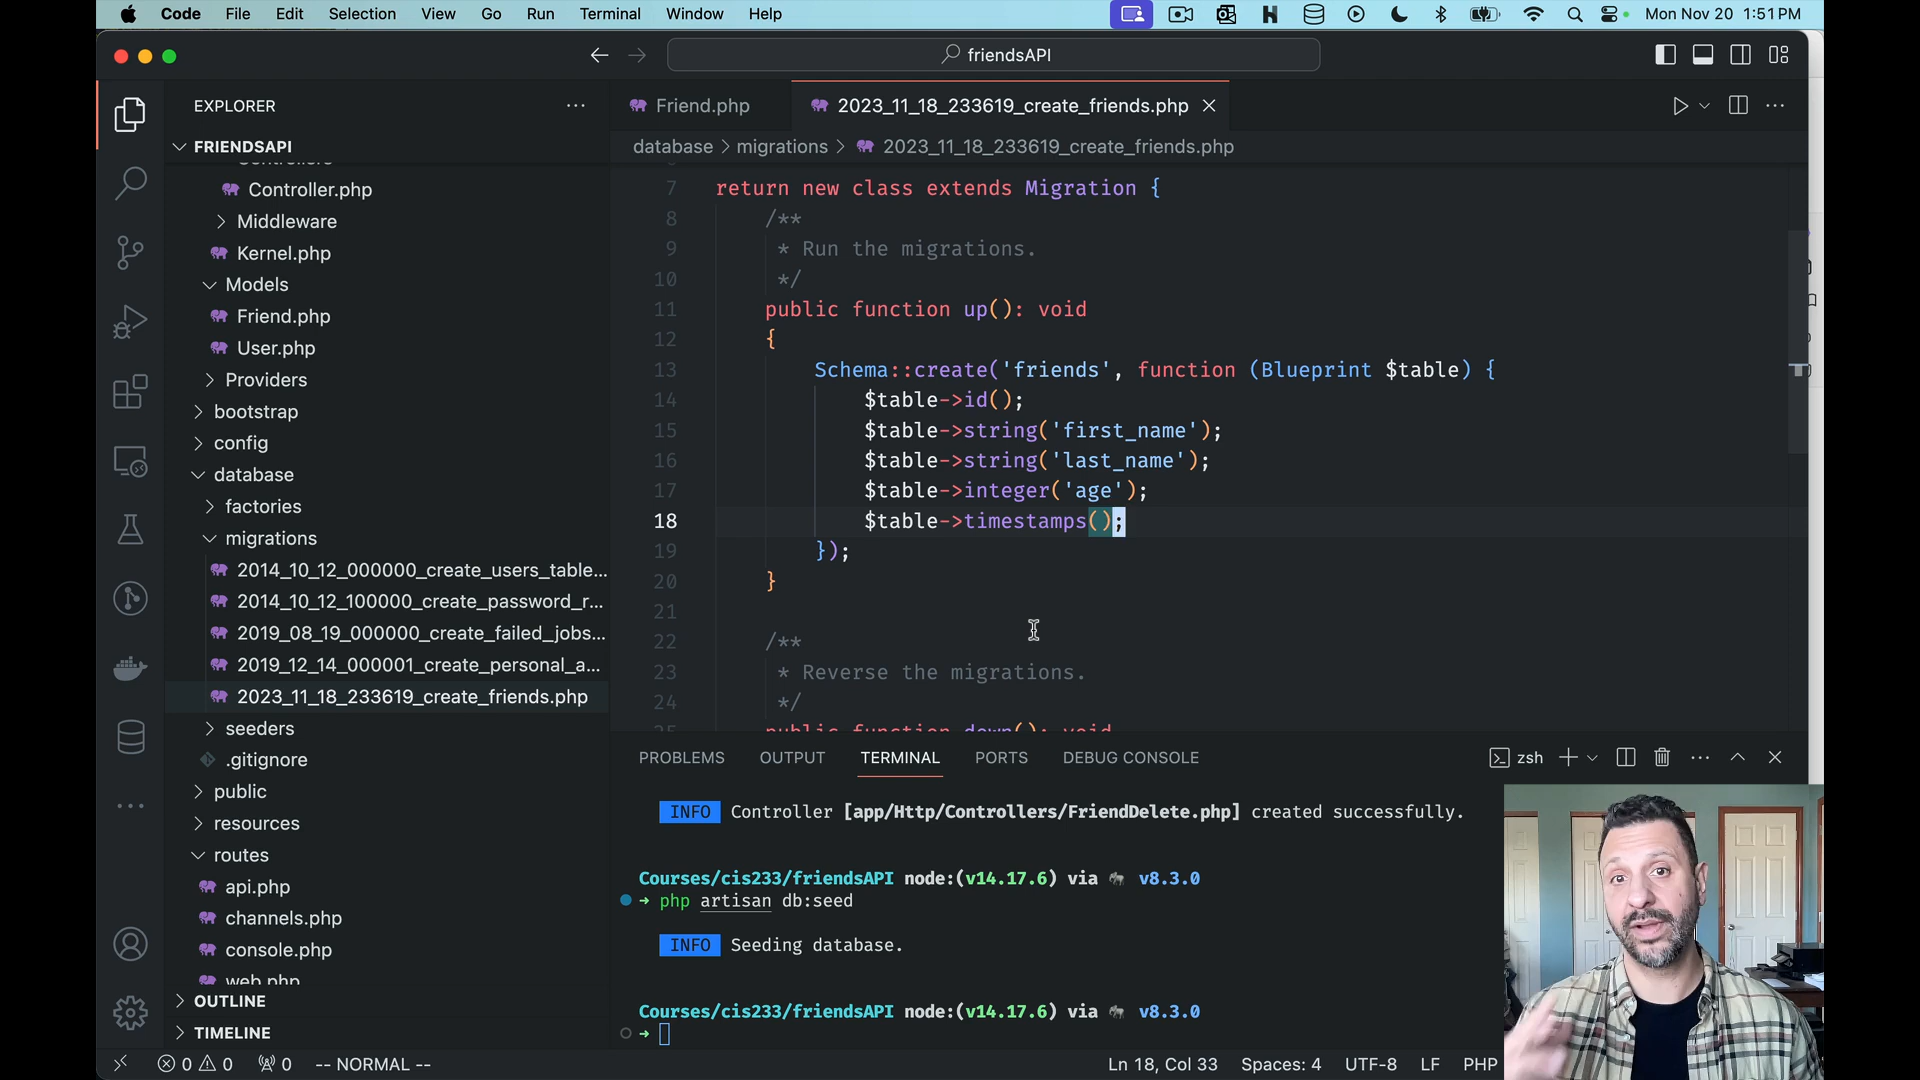 Code File Edit Selection View Go Run Terminal Window Help
Mon Nov 20 1:51 PM
friendsAPI
EXPLORER
FRIENDSAPI
Controllers
Controller.php
Middleware
Kernel.php
Models
Friend.php
User.php
Providers
bootstrap
config
database
factories
migrations
2014_10_12_000000_create_users_table...
2014_10_12_100000_create_password_r...
2019_08_19_000000_create_failed_jobs...
2019_12_14_000001_create_personal_a...
2023_11_18_233619_create_friends.php
seeders
.gitignore
public
resources
routes
api.php
channels.php
console.php
web.php
OUTLINE
TIMELINE
Friend.php
2023_11_18_233619_create_friends.php
database > migrations > 2023_11_18_233619_create_friends.php
7 return new class extends Migration {
8 /**
9 * Run the migrations.
10 */
11 public function up(): void
12 {
13 Schema::create('friends', function (Blueprint $table) {
14 $table->id();
15 $table->string('first_name');
16 $table->string('last_name');
17 $table->integer('age');
18 $table->timestamps();
19 });
20 }
21
22 /**
23 * Reverse the migrations.
24 */
25 public function down(): void
PROBLEMS OUTPUT TERMINAL PORTS DEBUG CONSOLE
zsh
INFO Controller [app/Http/Controllers/FriendDelete.php] created successfully.
Courses/cis233/friendsAPI node:(v14.17.6) via 🐘 v8.3.0
➜ php artisan db:seed
INFO Seeding database.
Courses/cis233/friendsAPI node:(v14.17.6) via 🐘 v8.3.0
➜
0 0 0 -- NORMAL --
Ln 18, Col 33 Spaces: 4 UTF-8 LF PHP